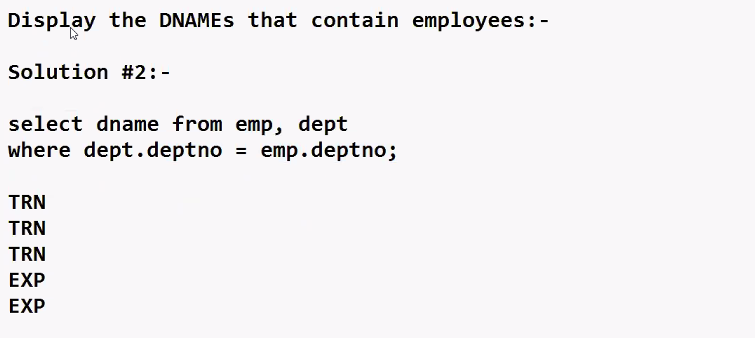 Display the DNAMEs that contain employees:-
Solution #2:-
select dname from emp, dept
where dept.deptno = emp.deptno;
TRN
TRN
TRN
EXP
EXP